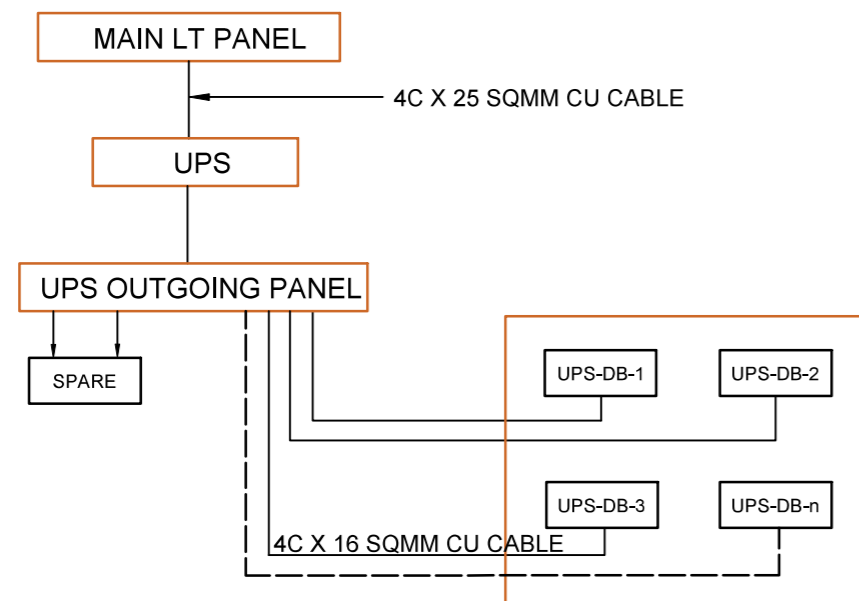 MAIN LT PANEL
4C X 25 SQMM CU CABLE
UPS
UPS OUTGOING PANEL
SPARE
UPS-DB-1
UPS-DB-2
UPS-DB-3
UPS-DB-n
4C X 16 SQMM CU CABLE